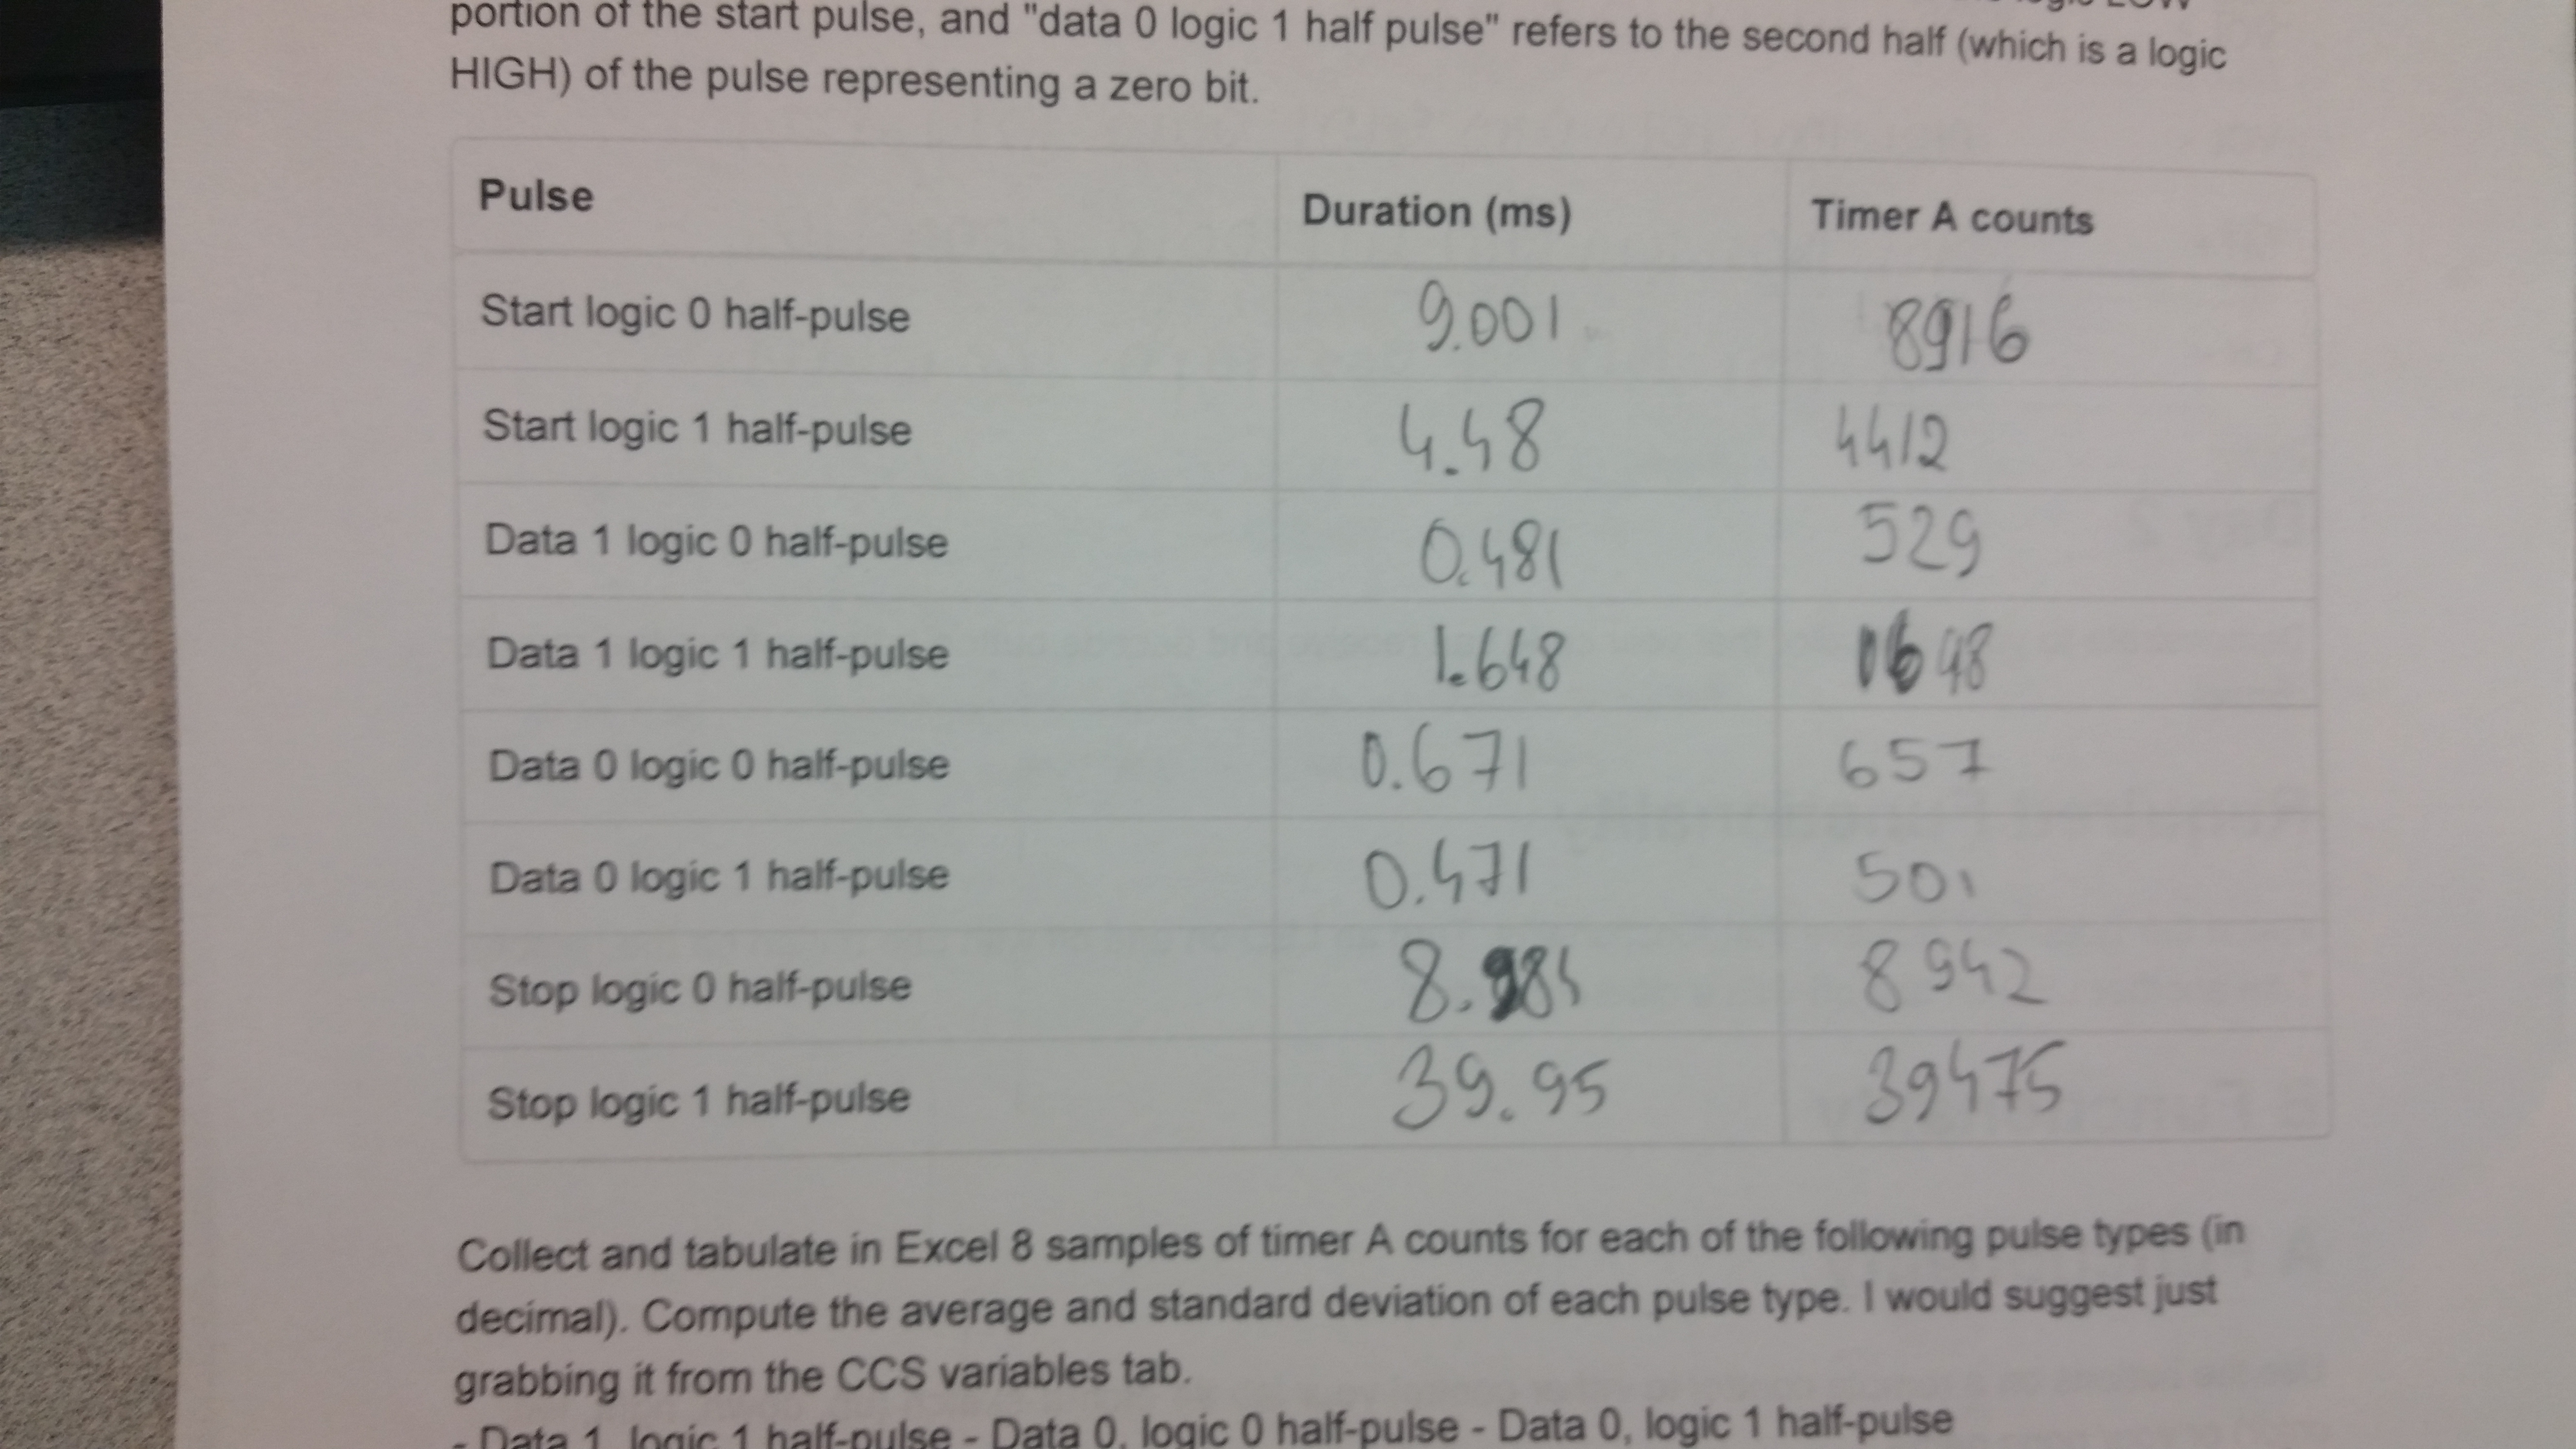 portion of the start pulse, and "data 0 logic 1 half pulse" refers to the second half (which is a logic
HIGH) of the pulse representing a zero bit.
Pulse Duration (ms) Timer A counts
Start logic 0 half-pulse 9.001 8916
Start logic 1 half-pulse 4.48 4412
Data 1 logic 0 half-pulse 0.481 529
Data 1 logic 1 half-pulse 1.648 1648
Data 0 logic 0 half-pulse 0.671 657
Data 0 logic 1 half-pulse 0.471 501
Stop logic 0 half-pulse 8942
Stop logic 1 half-pulse 39.95 39475
Collect and tabulate in Excel 8 samples of timer A counts for each of the following pulse types (in
decimal). Compute the average and standard deviation of each pulse type. I would suggest just
grabbing it from the CCS variables tab.
- Data 1, logic 1 half-pulse - Data 0, logic 0 half-pulse - Data 0, logic 1 half-pulse